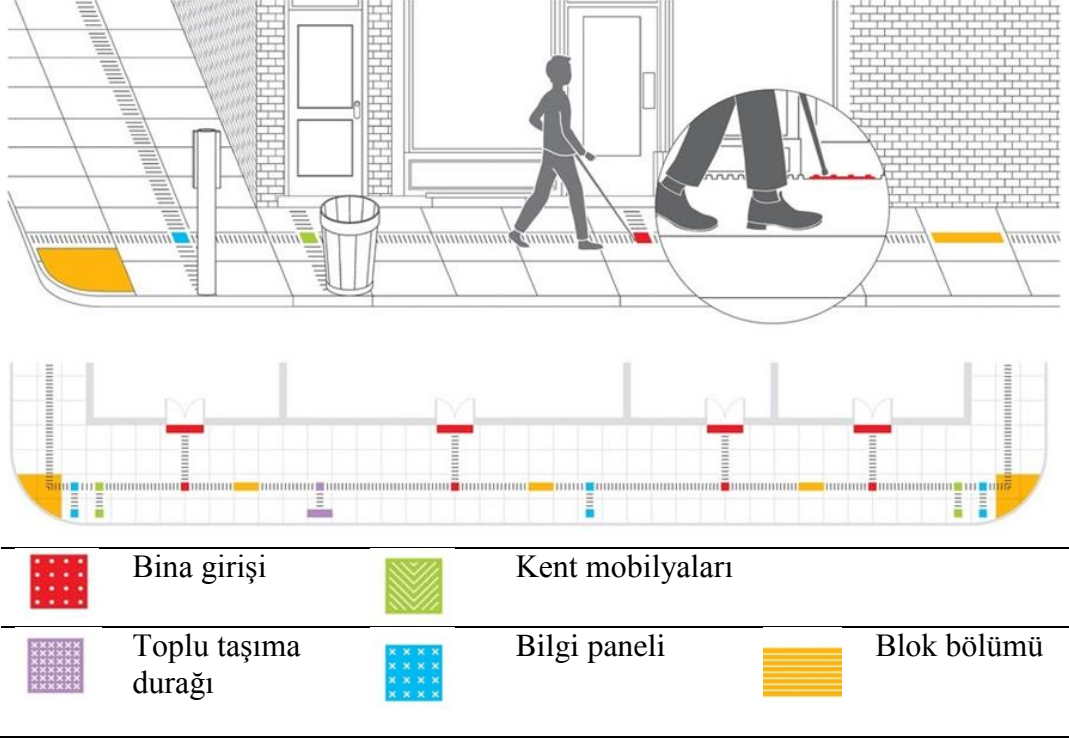 Bina girişi
Kent mobilyaları
Toplu taşıma
durağı
Bilgi paneli
Blok bölümü